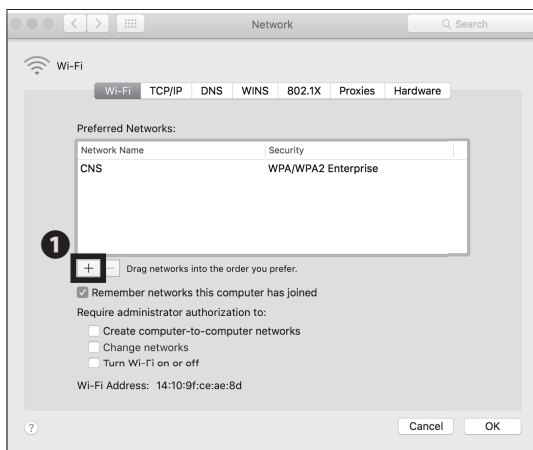 Network
Search
Wi-Fi
Wi-Fi TCP/IP DNS WINS 802.1X Proxies Hardware
Preferred Networks:
Network Name Security
CNS WPA/WPA2 Enterprise
1
+ − Drag networks into the order you prefer.
Remember networks this computer has joined
Require administrator authorization to:
Create computer-to-computer networks
Change networks
Turn Wi-Fi on or off
Wi-Fi Address: 14:10:9f:ce:ae:8d
? Cancel OK